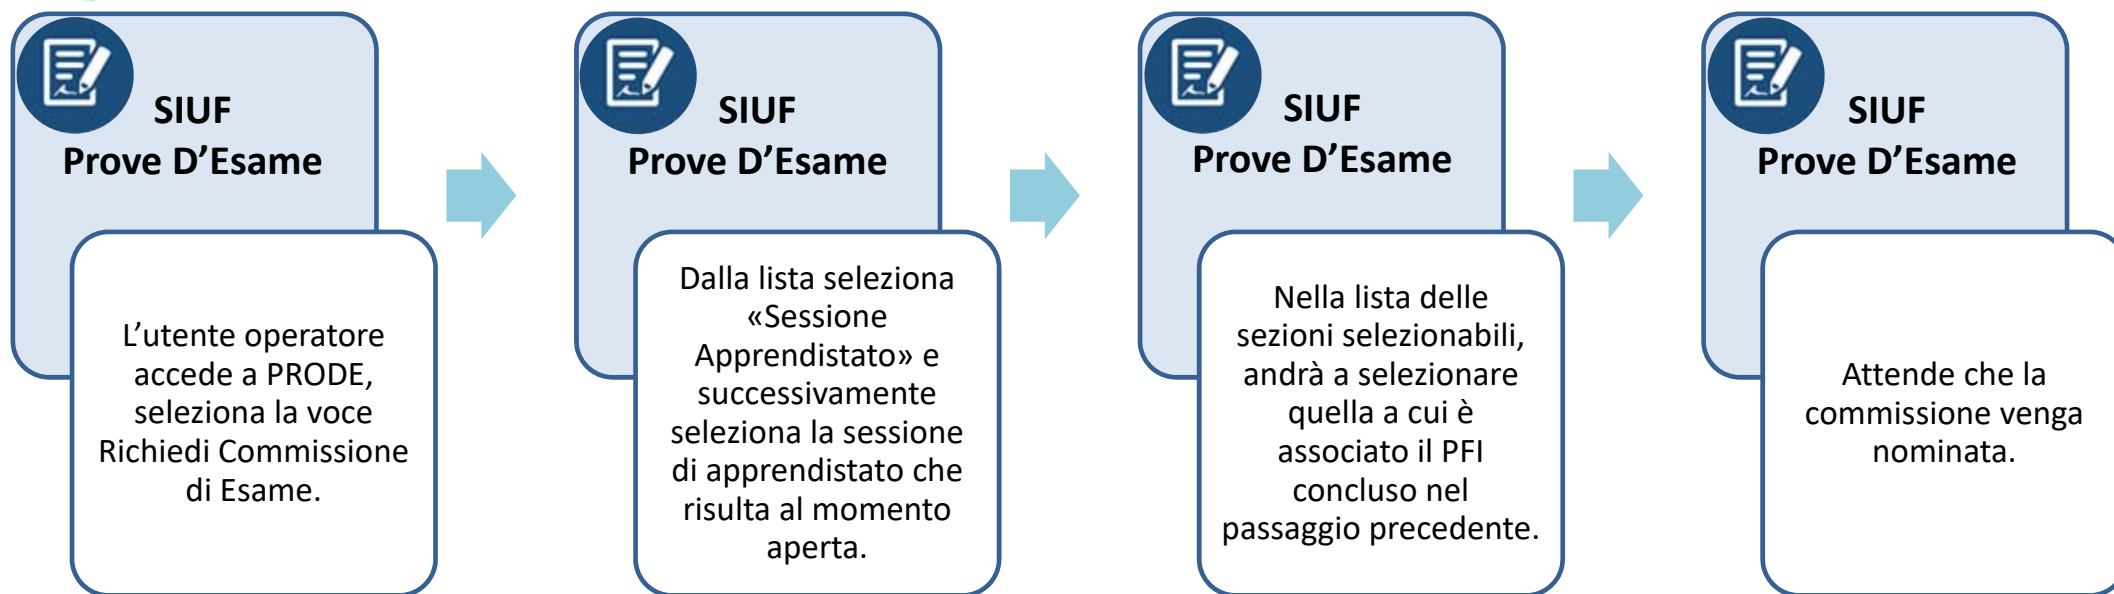 SIUF
Prove D’Esame
L’utente operatore
accede a PRODE,
seleziona la voce
Richiedi Commissione
di Esame.
SIUF
Prove D’Esame
Dalla lista seleziona
«Sessione
Apprendistato» e
successivamente
seleziona la sessione
di apprendistato che
risulta al momento
aperta.
SIUF
Prove D’Esame
Nella lista delle
sezioni selezionabili,
andrà a selezionare
quella a cui è
associato il PFI
concluso nel
passaggio precedente.
SIUF
Prove D’Esame
Attende che la
commissione venga
nominata.